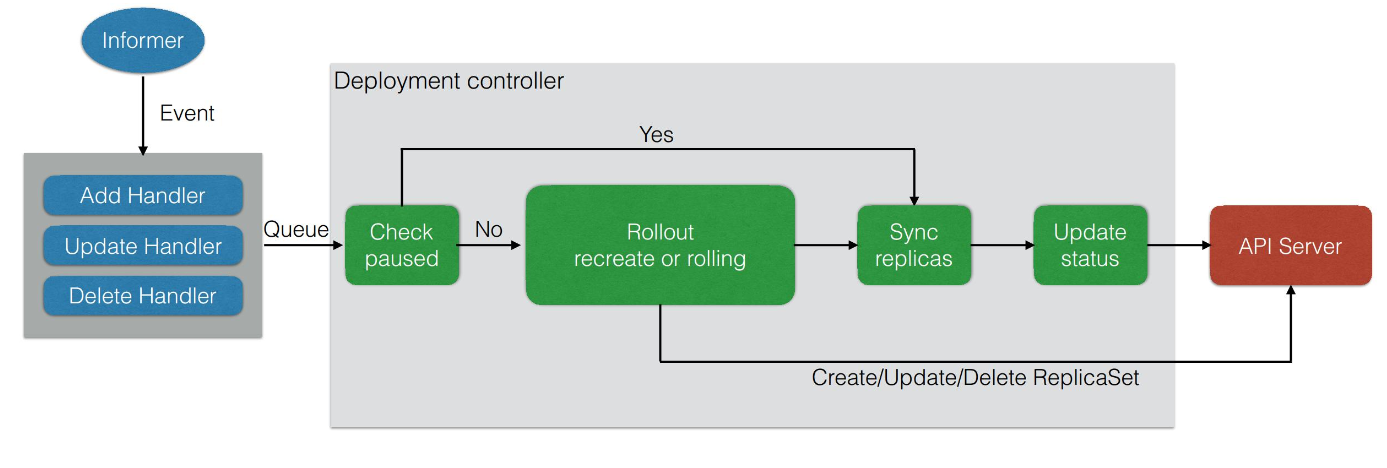 Informer
Event
Add Handler
Update Handler
Delete Handler
Queue
Deployment controller
Yes
Check
paused
No
Rollout
recreate or rolling
Sync
replicas
Update
status
API Server
Create/Update/Delete ReplicaSet